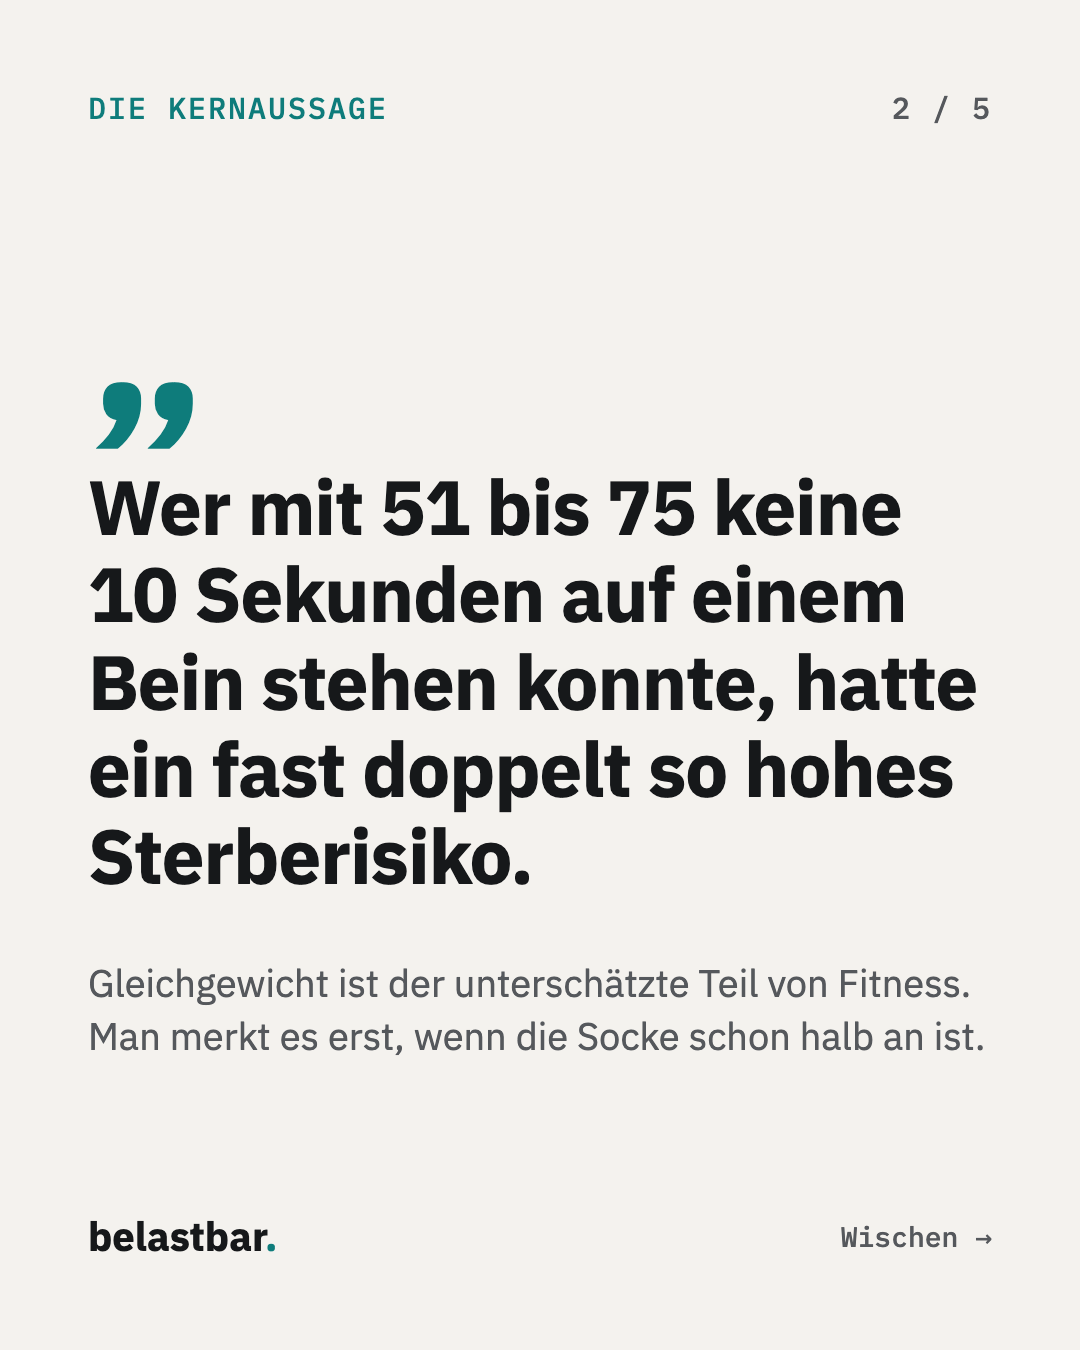 DIE KERNAUSSAGE
2 / 5
”
Wer mit 51 bis 75 keine
10 Sekunden auf einem
Bein stehen konnte, hatte
ein fast doppelt so hohes
Sterberisiko.
Gleichgewicht ist der unterschätzte Teil von Fitness.
Man merkt es erst, wenn die Socke schon halb an ist.
belastbar.
Wischen →